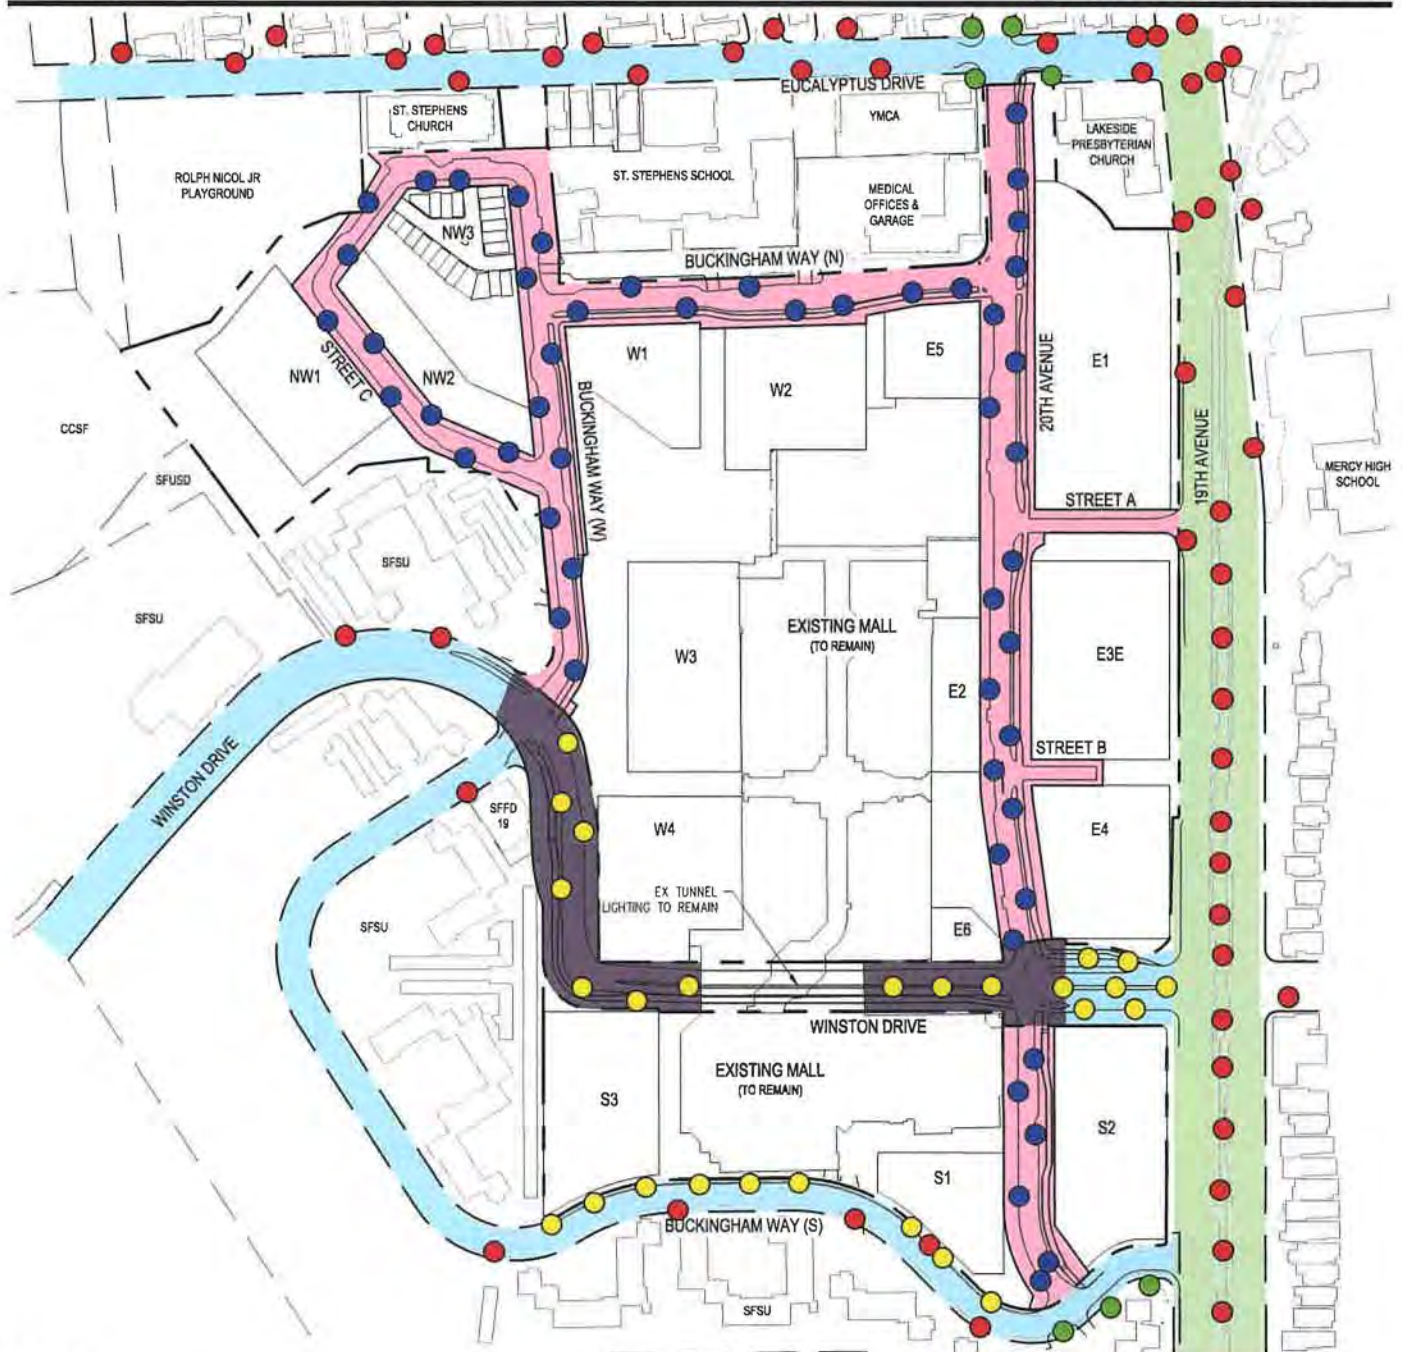 EUCALYPTUS DRIVE
ST. STEPHENS
CHURCH
YMCA
LAKESIDE
PRESBYTERIAN
CHURCH
ROLPH NICOL JR
PLAYGROUND
ST. STEPHENS SCHOOL
MEDICAL
OFFICES &
GARAGE
NW3
BUCKINGHAM WAY (N)
W1
E5
E1
20TH AVENUE
NW1
STREET C
NW2
W2
BUCKINGHAM WAY (W)
19TH AVENUE
CCSF
SFUSD
MERCY HIGH
SCHOOL
STREET A
SFSU
SFSU
EXISTING MALL
(TO REMAIN)
W3
E3E
E2
STREET B
WINSTON DRIVE
SFFD
19
W4
E4
EX TUNNEL
LIGHTING TO REMAIN
SFSU
E6
WINSTON DRIVE
EXISTING MALL
(TO REMAIN)
S3
S2
S1
BUCKINGHAM WAY (S)
SFSU